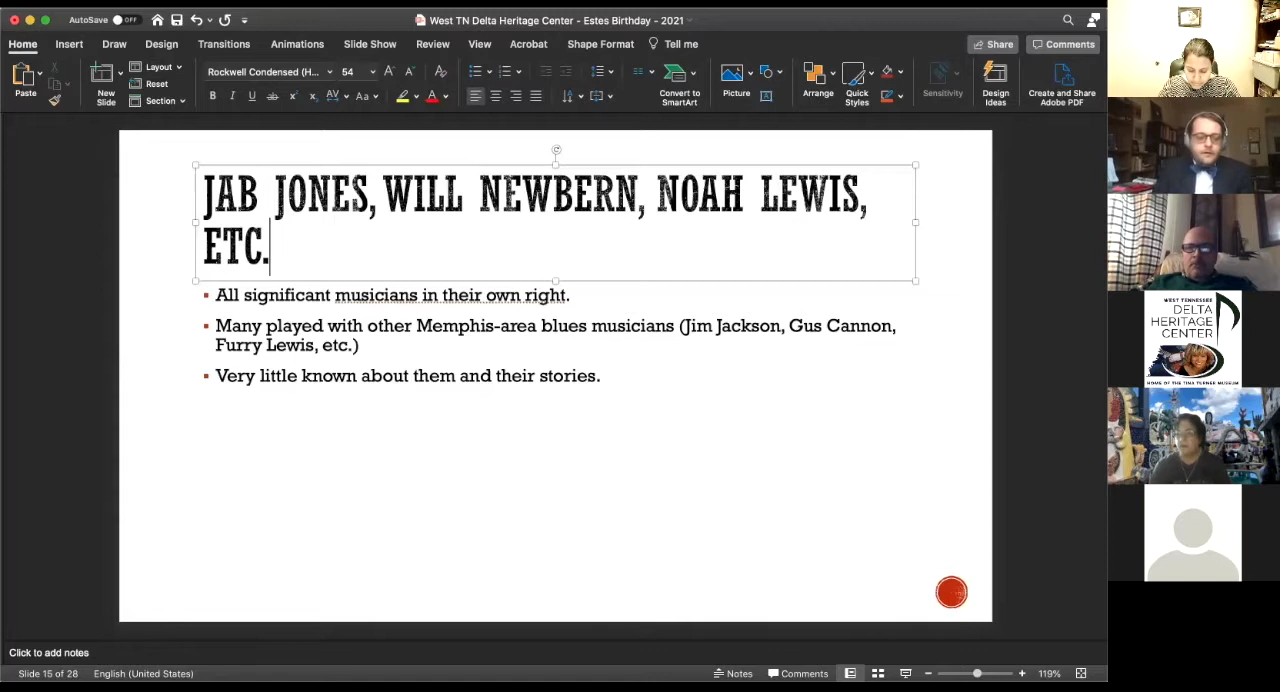 AutoSave OFF
West TN Delta Heritage Center - Estes Birthday - 2021
Home Insert Draw Design Transitions Animations Slide Show Review View Acrobat Shape Format Tell me
Share Comments
Paste
New
Slide
Layout
Reset
Section
Rockwell Condensed (H... 54
Convert to
SmartArt
Picture
Arrange
Quick
Styles
Sensitivity
Design
Ideas
Create and Share
Adobe PDF
JAB JONES, WILL NEWBERN, NOAH LEWIS,
ETC.
All significant musicians in their own right.
Many played with other Memphis-area blues musicians (Jim Jackson, Gus Cannon,
Furry Lewis, etc.)
Very little known about them and their stories.
WEST TENNESSEE
DELTA
HERITAGE
CENTER
HOME OF THE TINA TURNER MUSEUM
Click to add notes
Slide 15 of 28 English (United States)
Notes Comments 119%